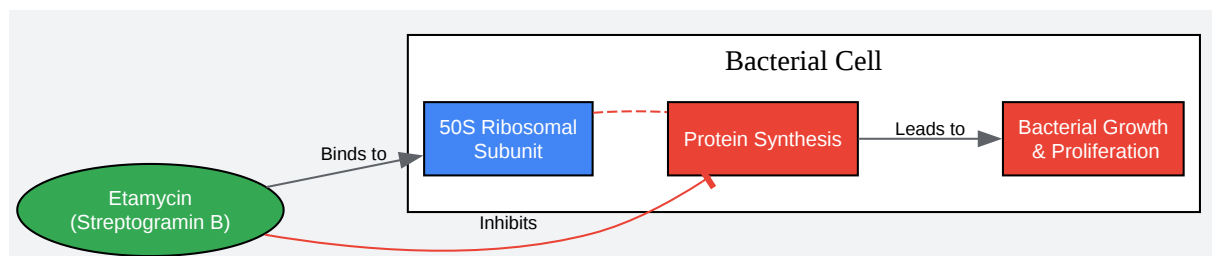 Bacterial Cell
50S Ribosomal
Subunit
Protein Synthesis
Leads to
Bacterial Growth
& Proliferation
Binds to
Etamycin
(Streptogramin B)
Inhibits